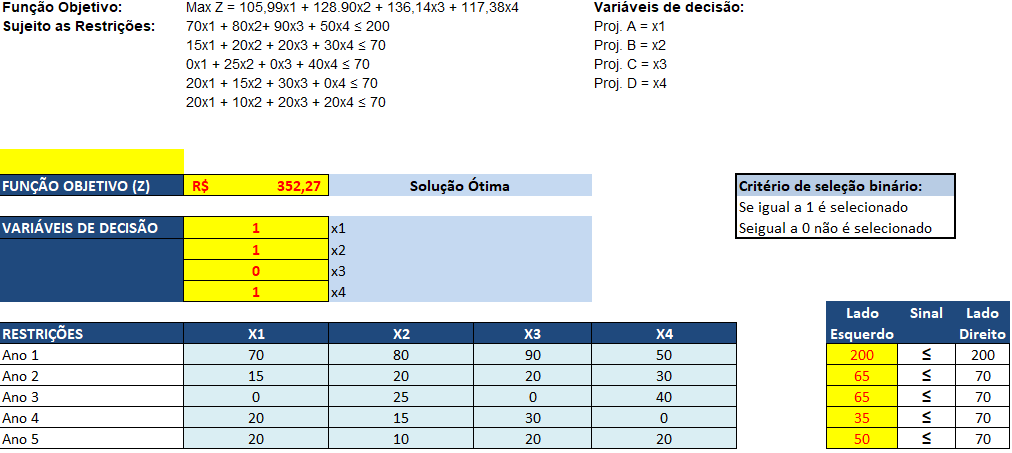 Função Objetivo: Max Z = 105,99x1 + 128.90x2 + 136,14x3 + 117,38x4 Variáveis de decisão:
Sujeito as Restrições: 70x1 + 80x2+ 90x3 + 50x4 ≤ 200 Proj. A = x1
15x1 + 20x2 + 20x3 + 30x4 ≤ 70 Proj. B = x2
0x1 + 25x2 + 0x3 + 40x4 ≤ 70 Proj. C = x3
20x1 + 15x2 + 30x3 + 0x4 ≤ 70 Proj. D = x4
20x1 + 10x2 + 20x3 + 20x4 ≤ 70
FUNÇÃO OBJETIVO (Z) R$ 352,27 Solução Ótima Critério de seleção binário:
Se igual a 1 é selecionado
VARIÁVEIS DE DECISÃO 1 x1 Seigual a 0 não é selecionado
1 x2
0 x3
1 x4
Lado Sinal Lado
RESTRIÇÕES X1 X2 X3 X4 Esquerdo Direito
Ano 1 70 80 90 50 200 ≤ 200
Ano 2 15 20 20 30 65 ≤ 70
Ano 3 0 25 0 40 65 ≤ 70
Ano 4 20 15 30 0 35 ≤ 70
Ano 5 20 10 20 20 50 ≤ 70